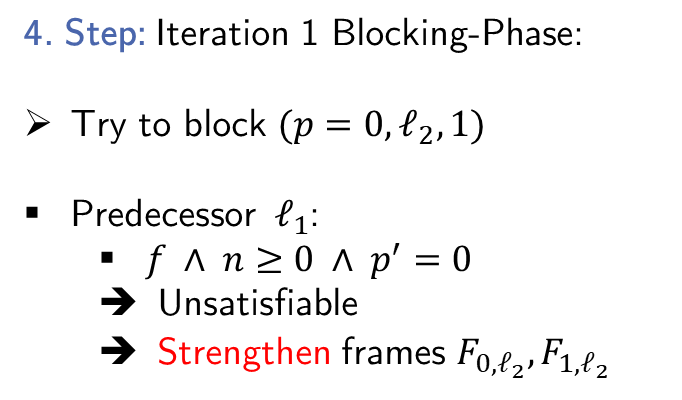 4. Step: Iteration 1 Blocking-Phase:
➢ Try to block (p = 0, ℓ₂, 1)
▪ Predecessor ℓ₁:
▪ f ∧ n ≥ 0 ∧ p′ = 0
➔ Unsatisfiable
➔ Strengthen frames F₀,ℓ₂, F₁,ℓ₂